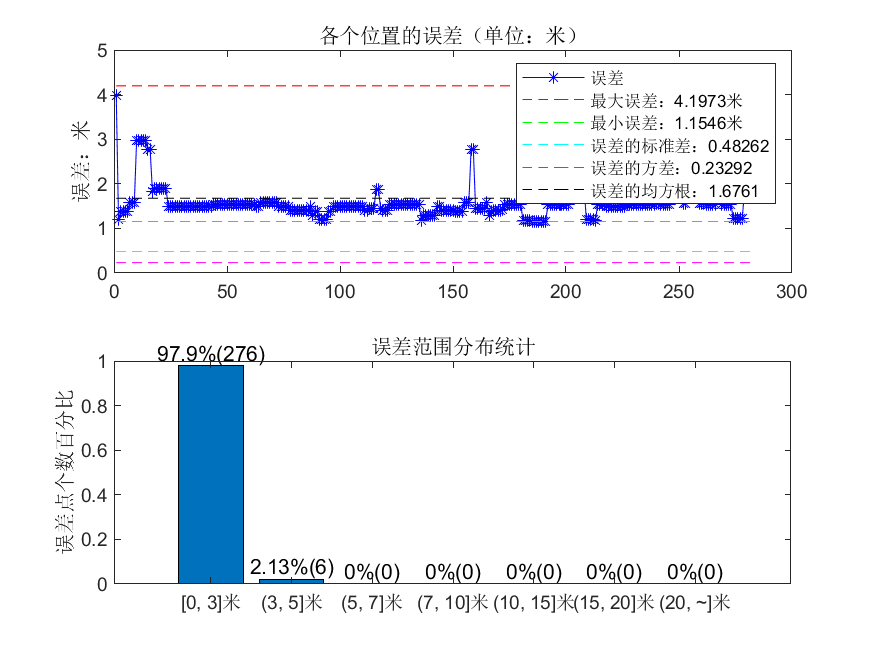 各个位置的误差（单位：米）
误差：米
5
4
3
2
1
0
0 50 100 150 200 250 300
误差
最大误差：4.1973米
最小误差：1.1546米
误差的标准差：0.48262
误差的方差：0.23292
误差的均方根：1.6761
误差范围分布统计
误差点个数百分比
1
0.8
0.6
0.4
0.2
0
97.9%(276)
2.13%(6)
0%(0)
0%(0)
0%(0)
0%(0)
0%(0)
[0, 3]米 (3, 5]米 (5, 7]米 (7, 10]米 (10, 15]米 (15, 20]米 (20, ~]米